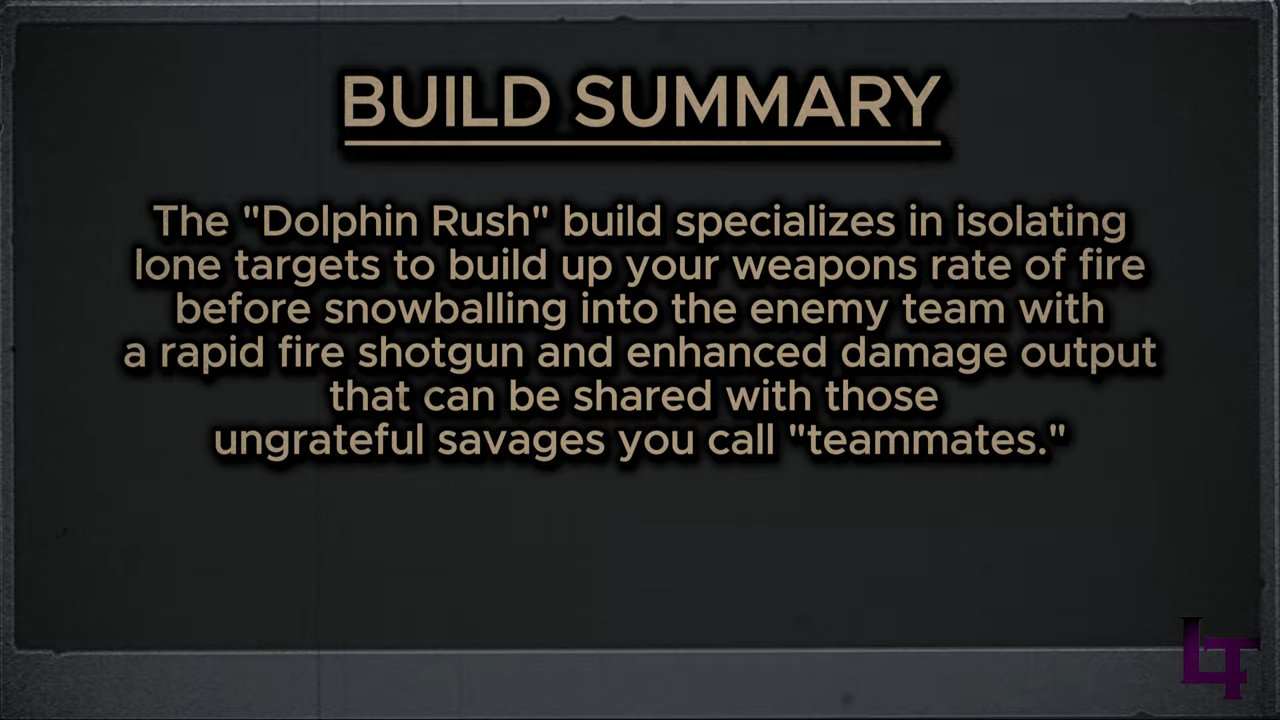 BUILD SUMMARY
The "Dolphin Rush" build specializes in isolating
lone targets to build up your weapons rate of fire
before snowballing into the enemy team with
a rapid fire shotgun and enhanced damage output
that can be shared with those
ungrateful savages you call "teammates."
LT